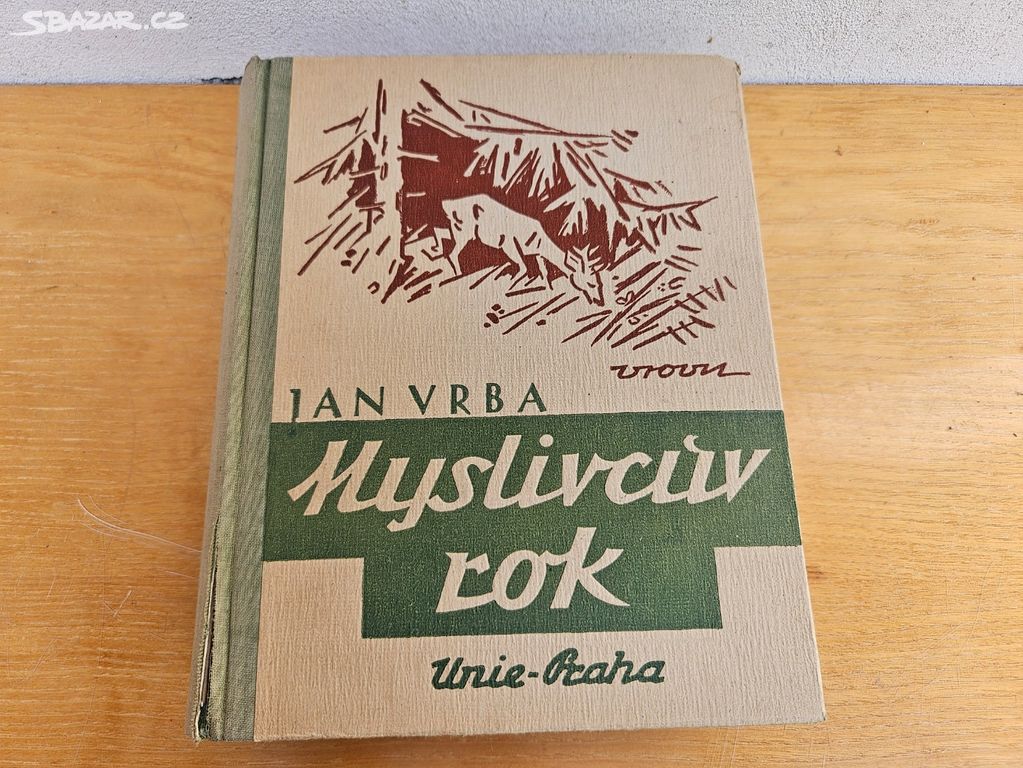 SBAZAR.CZ
JAN VRBA
Myslivcův
rok
Unie-Praha